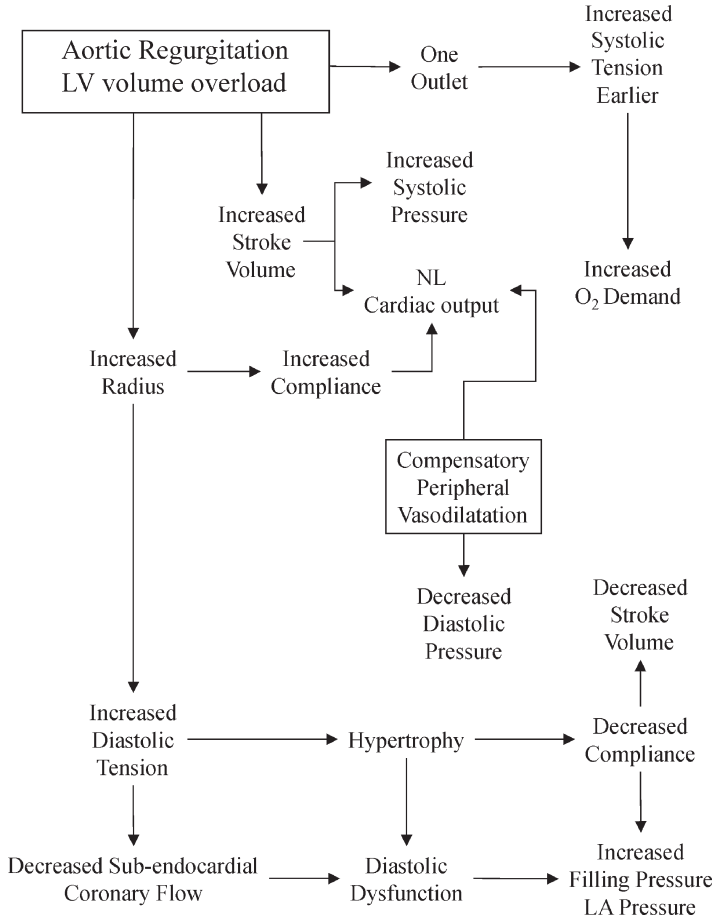 Aortic Regurgitation
LV volume overload
One
Outlet
Increased
Systolic
Tension
Earlier
Increased
Systolic
Pressure
Increased
Stroke
Volume
NL
Cardiac output
Increased
O₂ Demand
Increased
Radius
Increased
Compliance
Compensatory
Peripheral
Vasodilatation
Decreased
Diastolic
Pressure
Decreased
Stroke
Volume
Increased
Diastolic
Tension
Hypertrophy
Decreased
Compliance
Decreased Sub-endocardial
Coronary Flow
Diastolic
Dysfunction
Increased
Filling Pressure
LA Pressure